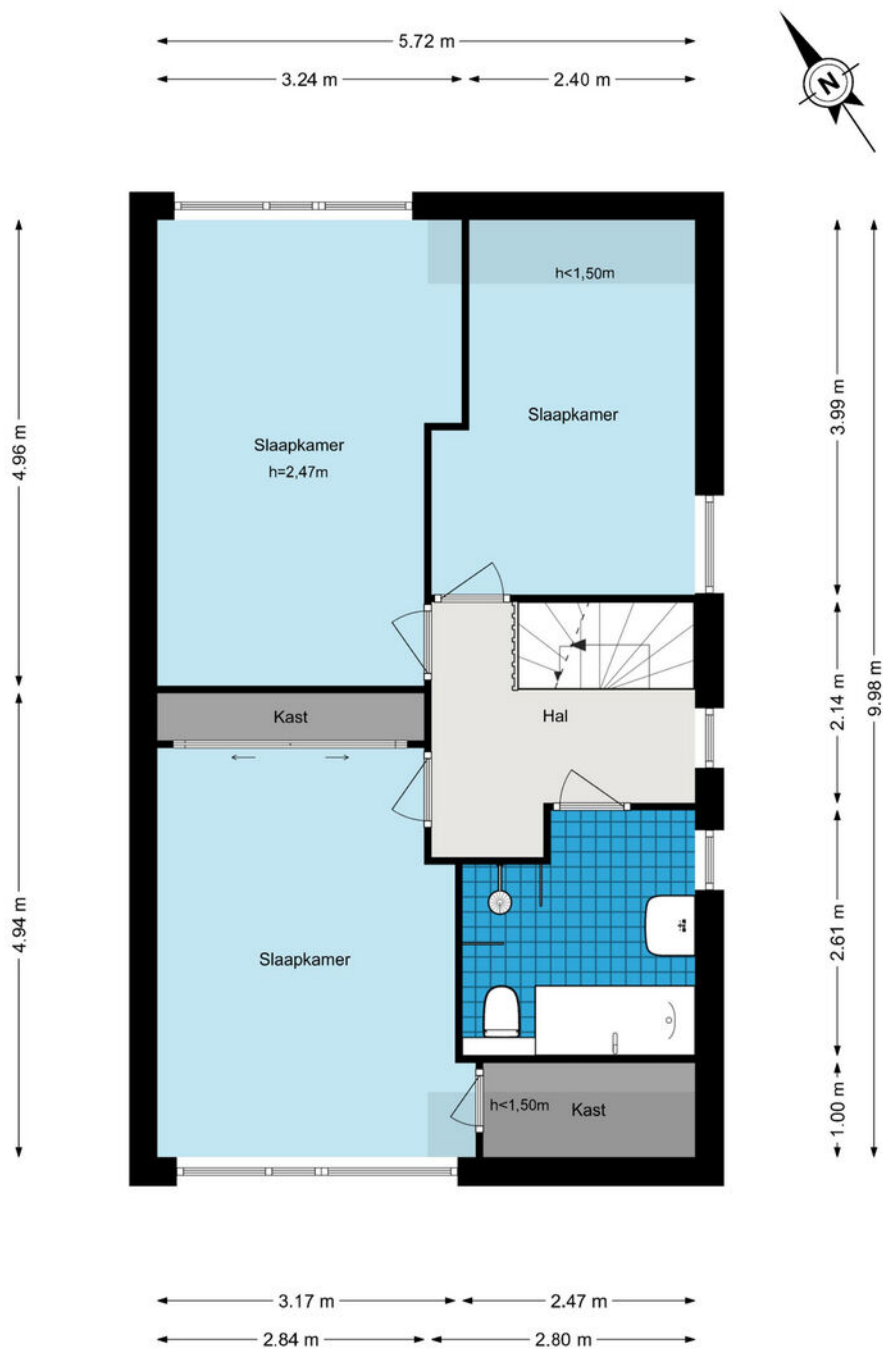 5.72 m
3.24 m
2.40 m
N
h<1,50m
Slaapkamer
Slaapkamer
h=2,47m
4.96 m
3.99 m
Kast
Hal
2.14 m
9.98 m
4.94 m
Slaapkamer
2.61 m
h<1,50m
Kast
1.00 m
3.17 m
2.47 m
2.84 m
2.80 m